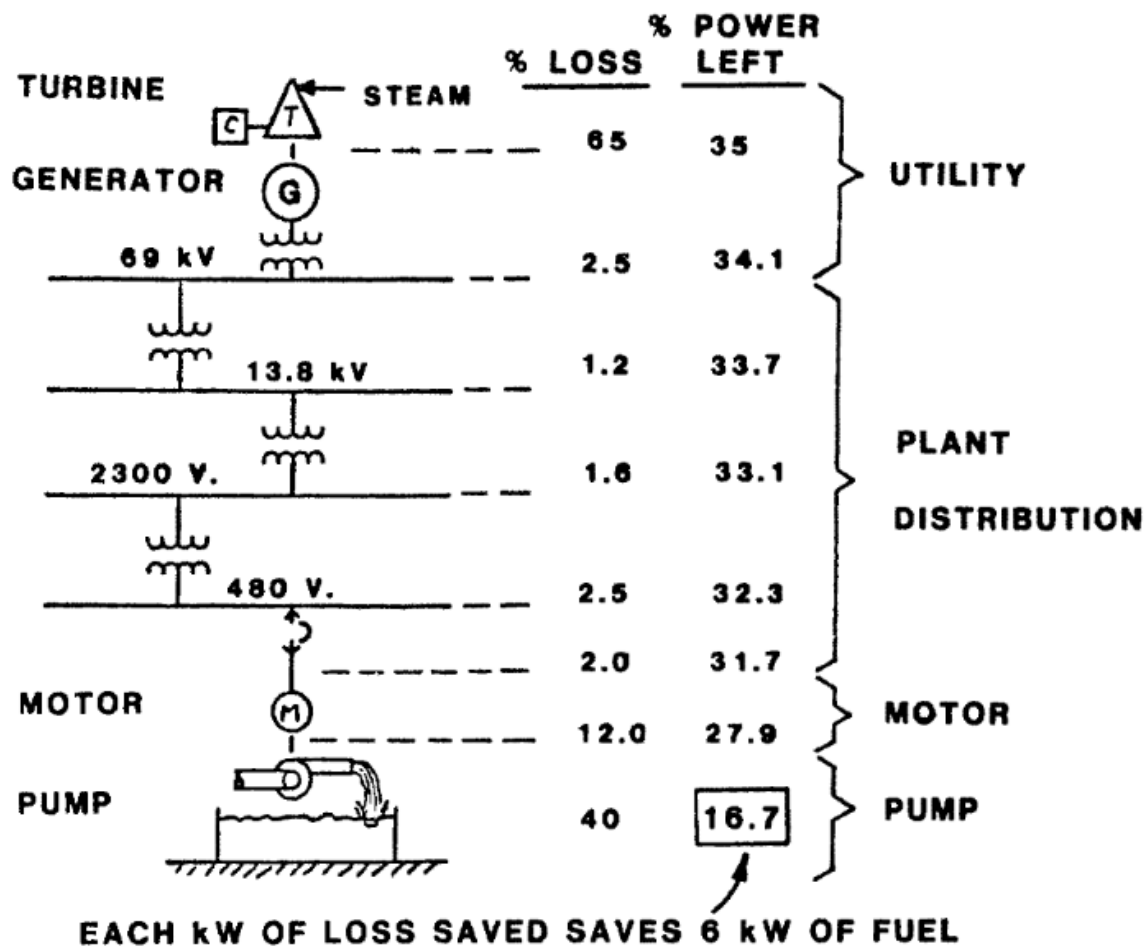 % LOSS % POWER LEFT
TURBINE
C
T
STEAM
65 35
GENERATOR
G
UTILITY
69 kV
2.5 34.1
13.8 kV
1.2 33.7
PLANT DISTRIBUTION
2300 V.
1.6 33.1
480 V.
2.5 32.3
2.0 31.7
MOTOR
M
12.0 27.9
MOTOR
PUMP
40 16.7
PUMP
EACH kW OF LOSS SAVED SAVES 6 kW OF FUEL